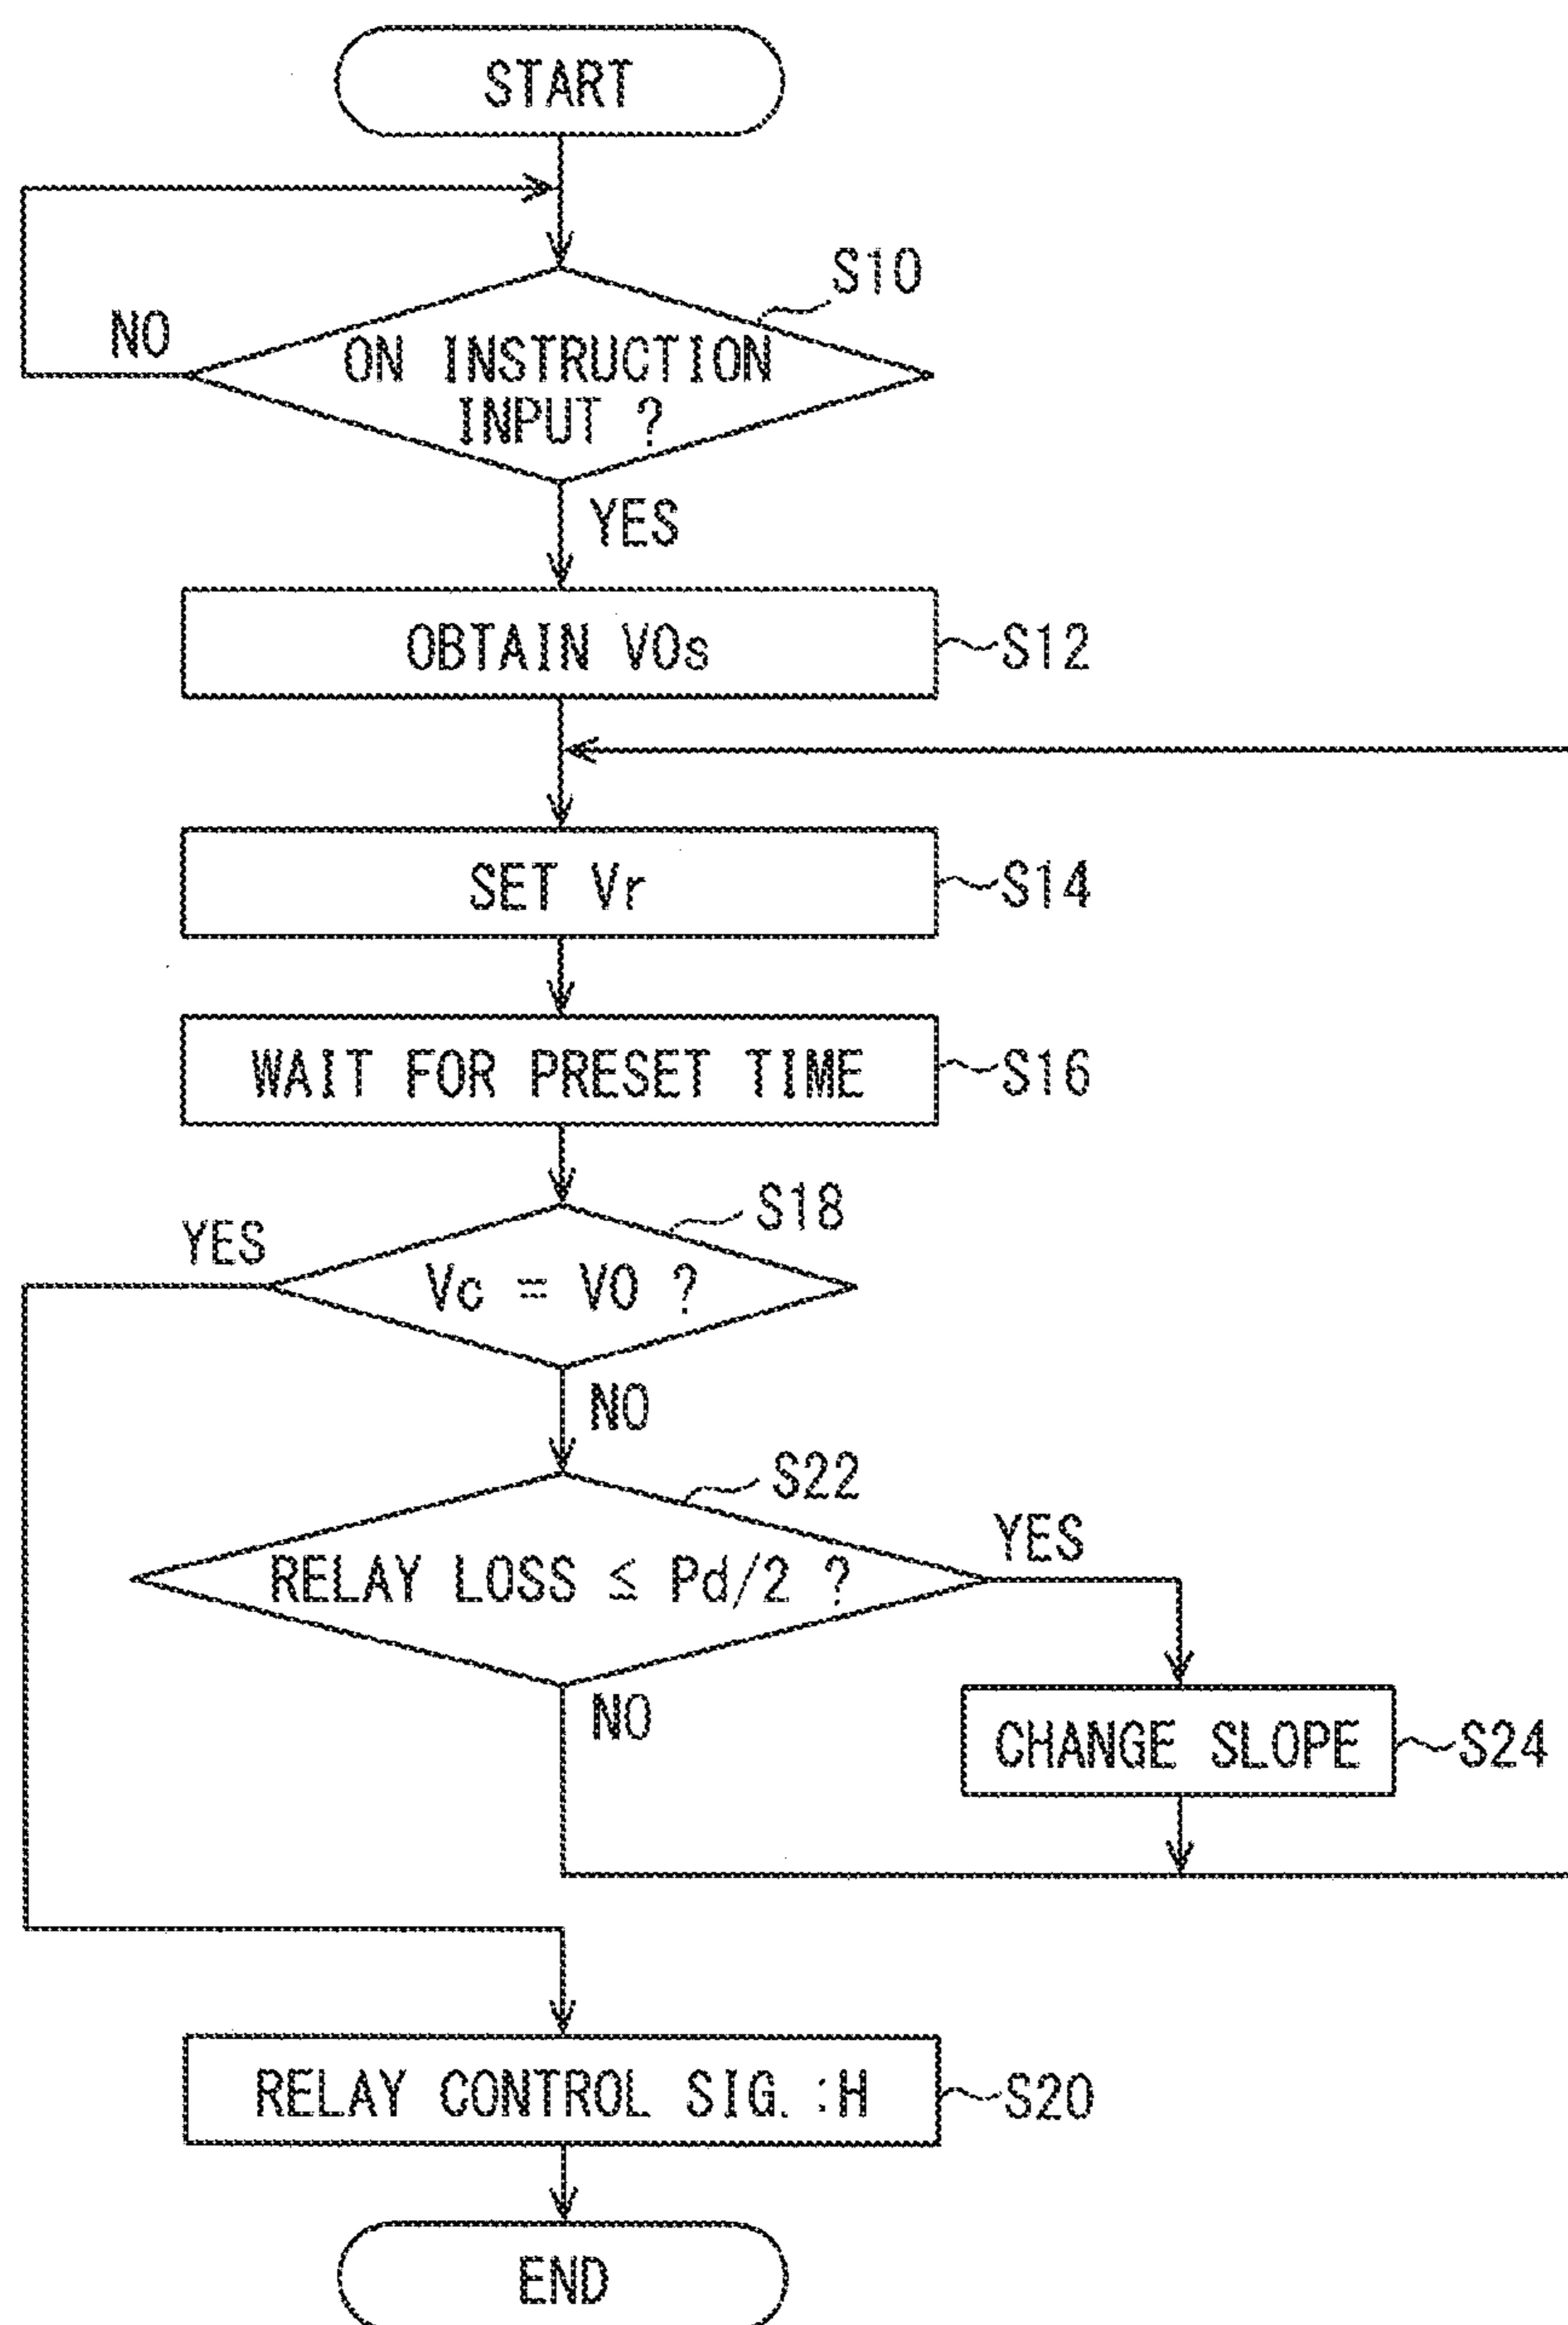 START
S10
NO
ON INSTRUCTION
INPUT ?
YES
OBTAIN V0s
S12
SET Vr
S14
WAIT FOR PRESET TIME
S16
S18
YES
Vc = V0 ?
NO
S22
YES
RELAY LOSS ≤ Pd/2 ?
NO
CHANGE SLOPE
S24
RELAY CONTROL SIG. :H
S20
END